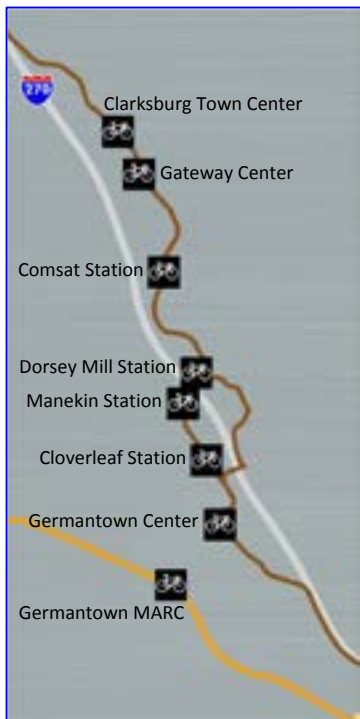 270
Clarksburg Town Center
Gateway Center
Comsat Station
Dorsey Mill Station
Manekin Station
Cloverleaf Station
Germantown Center
Germantown MARC